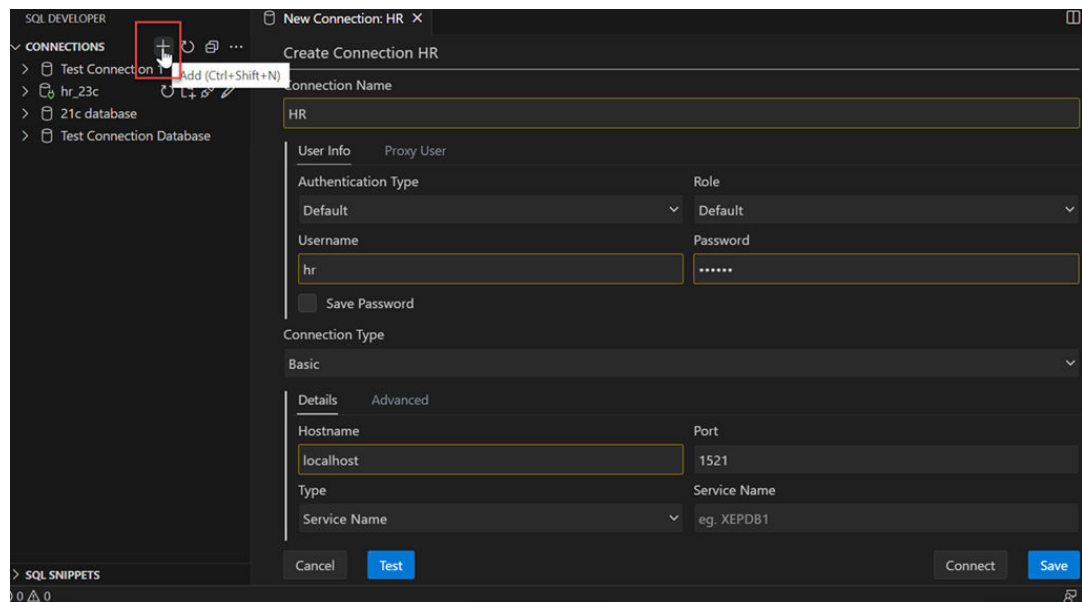 SQL DEVELOPER
New Connection: HR
CONNECTIONS
Test Connection 1
Add (Ctrl+Shift+N)
hr_23c
21c database
Test Connection Database
Create Connection HR
Connection Name
HR
User Info Proxy User
Authentication Type Role
Default Default
Username Password
hr ••••••
Save Password
Connection Type
Basic
Details Advanced
Hostname Port
localhost 1521
Type Service Name
Service Name eg. XEPDB1
Cancel Test Connect Save
SQL SNIPPETS
0 0